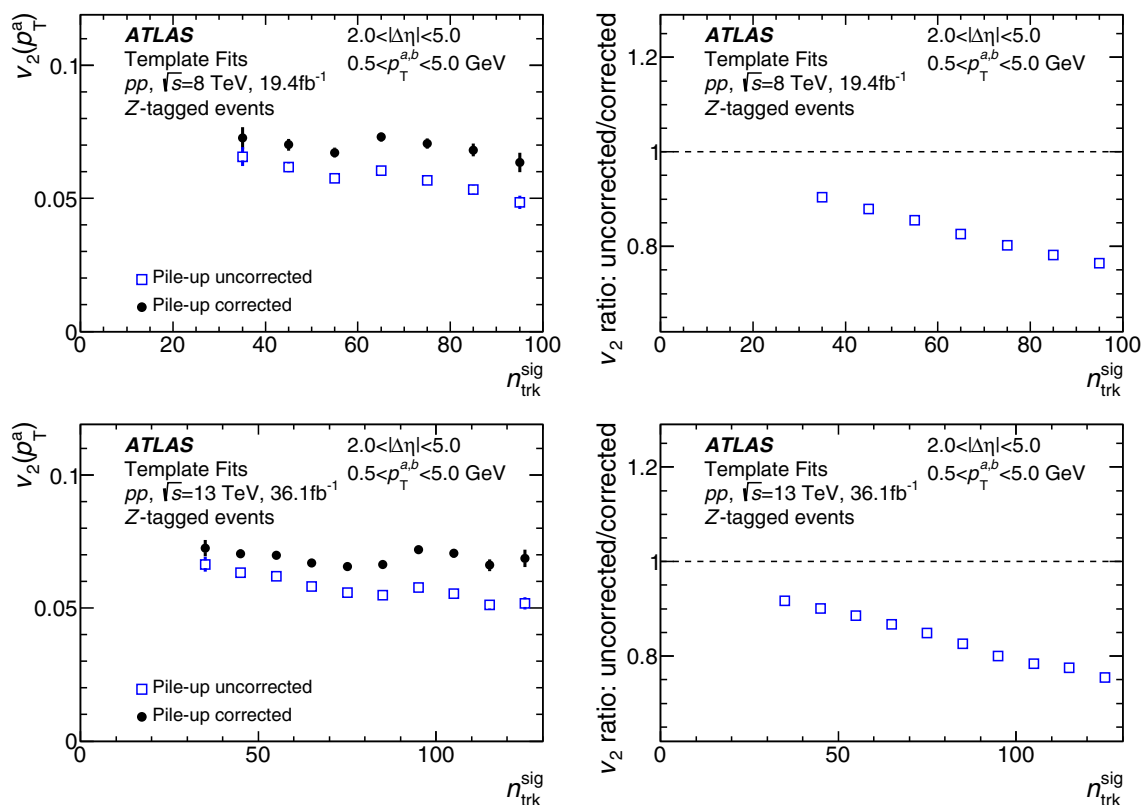 v₂(pᵀᵃ)
0.1
0.05
0
ATLAS
2.0<|Δη|<5.0
Template Fits
0.5<p_T^{a,b}<5.0 GeV
pp, √s=8 TeV, 19.4fb⁻¹
Z-tagged events
Pile-up uncorrected
Pile-up corrected
0 20 40 60 80 100
n_trk^sig
v₂ ratio: uncorrected/corrected
1.2
1
0.8
ATLAS
2.0<|Δη|<5.0
Template Fits
0.5<p_T^{a,b}<5.0 GeV
pp, √s=8 TeV, 19.4fb⁻¹
Z-tagged events
0 20 40 60 80 100
n_trk^sig
v₂(pᵀᵃ)
0.1
0.05
0
ATLAS
2.0<|Δη|<5.0
Template Fits
0.5<p_T^{a,b}<5.0 GeV
pp, √s=13 TeV, 36.1fb⁻¹
Z-tagged events
Pile-up uncorrected
Pile-up corrected
0 50 100
n_trk^sig
v₂ ratio: uncorrected/corrected
1.2
1
0.8
ATLAS
2.0<|Δη|<5.0
Template Fits
0.5<p_T^{a,b}<5.0 GeV
pp, √s=13 TeV, 36.1fb⁻¹
Z-tagged events
0 50 100
n_trk^sig